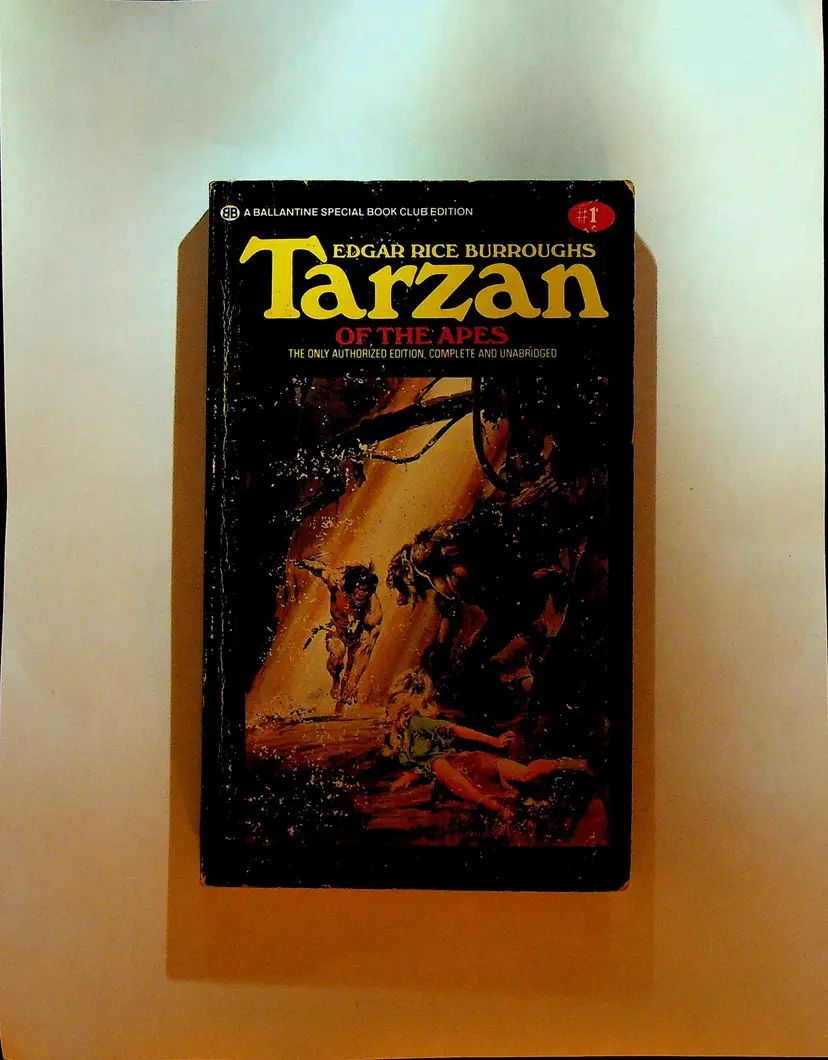 BB A BALLANTINE SPECIAL BOOK CLUB EDITION
#1
EDGAR RICE BURROUGHS
Tarzan
OF THE APES
THE ONLY AUTHORIZED EDITION, COMPLETE AND UNABRIDGED